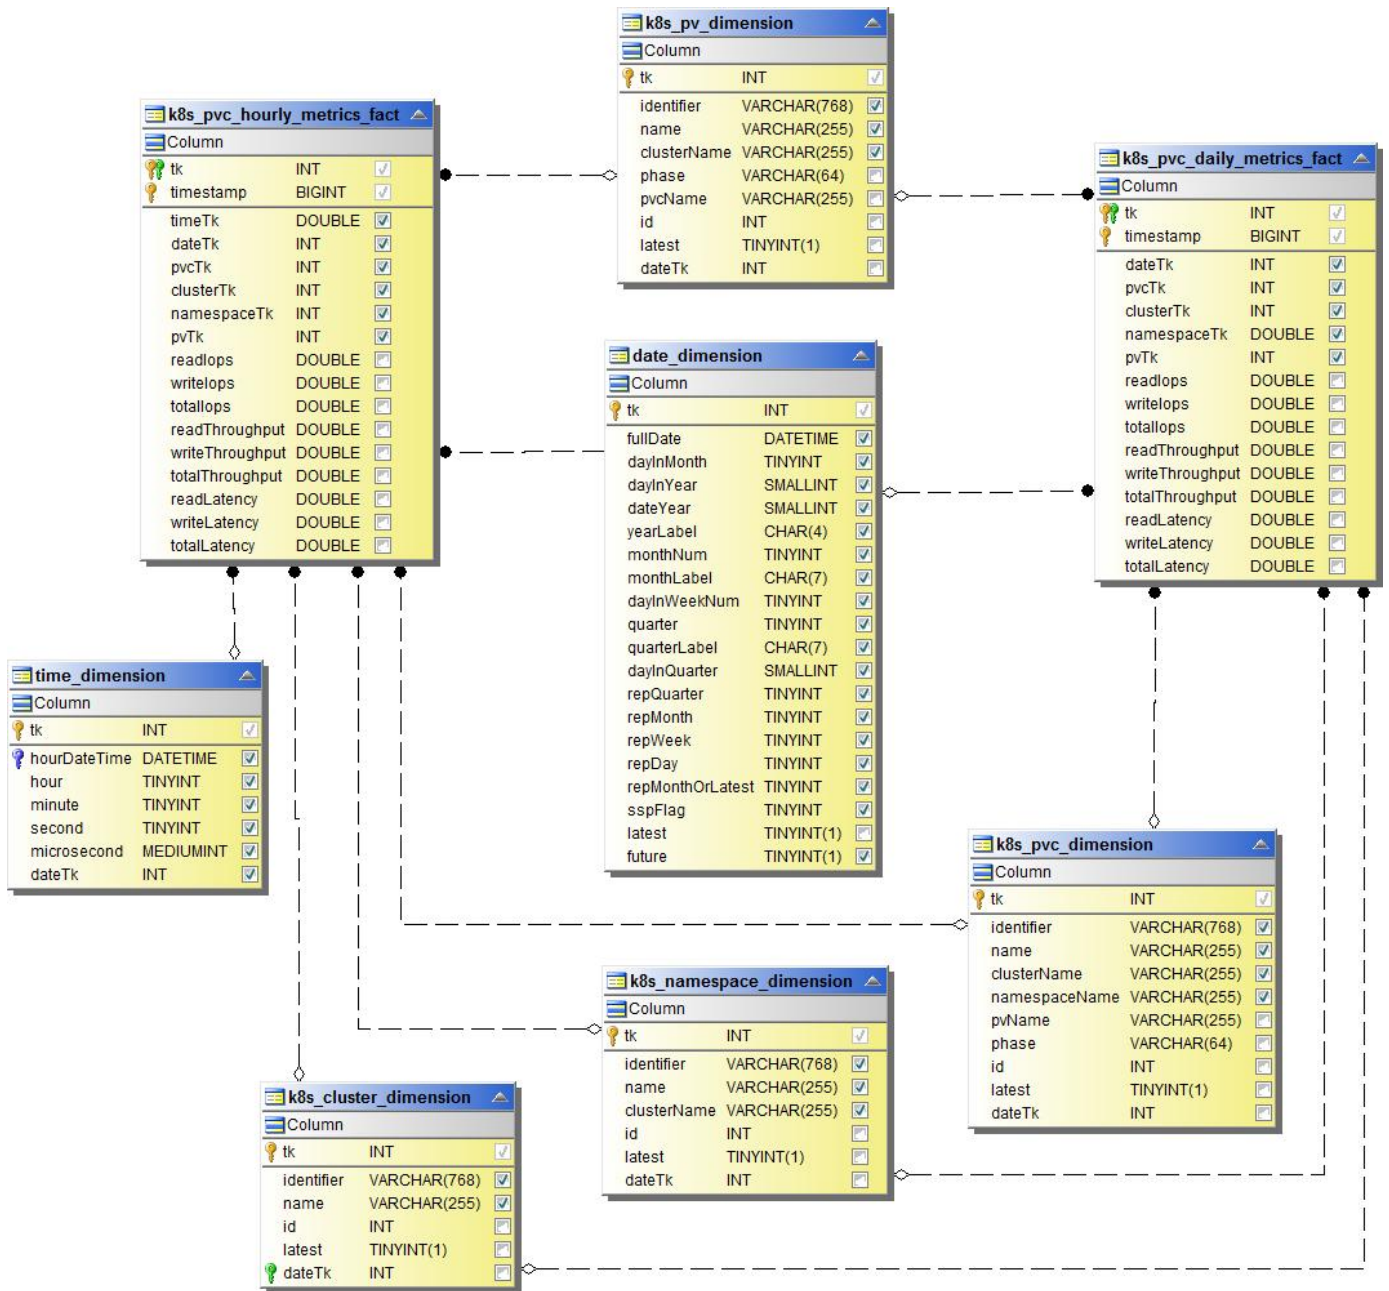 k8s_pv_dimension
Column
tk INT
identifier VARCHAR(768)
name VARCHAR(255)
clusterName VARCHAR(255)
phase VARCHAR(64)
pvcName VARCHAR(255)
id INT
latest TINYINT(1)
dateTk INT
k8s_pvc_hourly_metrics_fact
Column
tk INT
timestamp BIGINT
timeTk DOUBLE
dateTk INT
pvcTk INT
clusterTk INT
namespaceTk INT
pvTk INT
readIops DOUBLE
writeIops DOUBLE
totalIops DOUBLE
readThroughput DOUBLE
writeThroughput DOUBLE
totalThroughput DOUBLE
readLatency DOUBLE
writeLatency DOUBLE
totalLatency DOUBLE
k8s_pvc_daily_metrics_fact
Column
tk INT
timestamp BIGINT
dateTk INT
pvcTk INT
clusterTk INT
namespaceTk DOUBLE
pvTk INT
readIops DOUBLE
writeIops DOUBLE
totalIops DOUBLE
readThroughput DOUBLE
writeThroughput DOUBLE
totalThroughput DOUBLE
readLatency DOUBLE
writeLatency DOUBLE
totalLatency DOUBLE
date_dimension
Column
tk INT
fullDate DATETIME
dayInMonth TINYINT
dayInYear SMALLINT
dateYear SMALLINT
yearLabel CHAR(4)
monthNum TINYINT
monthLabel CHAR(7)
dayInWeekNum TINYINT
quarter TINYINT
quarterLabel CHAR(7)
dayInQuarter SMALLINT
repQuarter TINYINT
repMonth TINYINT
repWeek TINYINT
repDay TINYINT
repMonthOrLatest TINYINT
sspFlag TINYINT
latest TINYINT(1)
future TINYINT(1)
time_dimension
Column
tk INT
hourDateTime DATETIME
hour TINYINT
minute TINYINT
second TINYINT
microsecond MEDIUMINT
dateTk INT
k8s_pvc_dimension
Column
tk INT
identifier VARCHAR(768)
name VARCHAR(255)
clusterName VARCHAR(255)
namespaceName VARCHAR(255)
pvName VARCHAR(255)
phase VARCHAR(64)
id INT
latest TINYINT(1)
dateTk INT
k8s_namespace_dimension
Column
tk INT
identifier VARCHAR(768)
name VARCHAR(255)
clusterName VARCHAR(255)
id INT
latest TINYINT(1)
dateTk INT
k8s_cluster_dimension
Column
tk INT
identifier VARCHAR(768)
name VARCHAR(255)
id INT
latest TINYINT(1)
dateTk INT